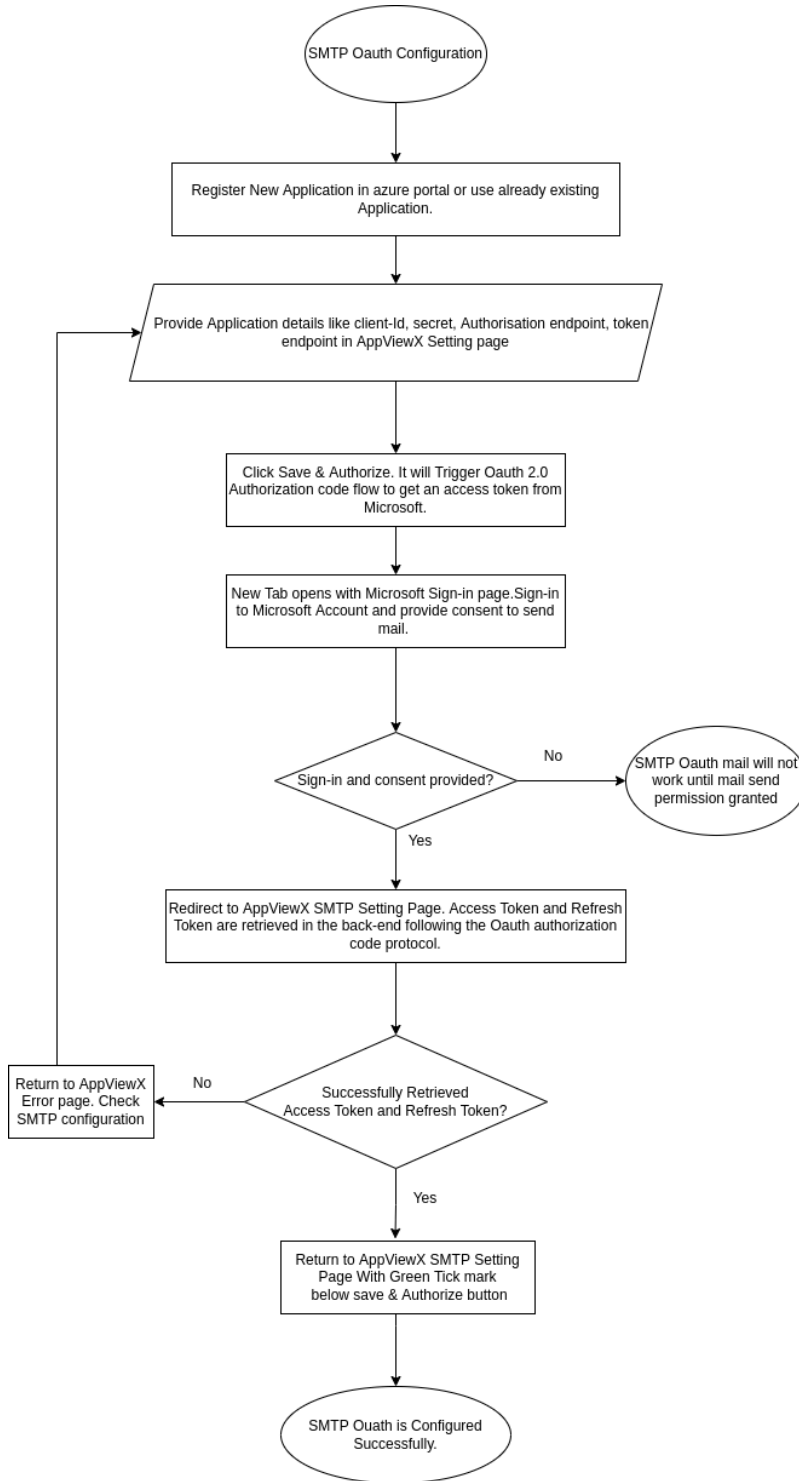 SMTP Oauth Configuration
Register New Application in azure portal or use already existing
Application.
Provide Application details like client-Id, secret, Authorisation endpoint, token
endpoint in AppViewX Setting page
Click Save & Authorize. It will Trigger Oauth 2.0
Authorization code flow to get an access token from
Microsoft.
New Tab opens with Microsoft Sign-in page.Sign-in
to Microsoft Account and provide consent to send
mail.
Sign-in and consent provided?
No
SMTP Oauth mail will not
work until mail send
permission granted
Yes
Redirect to AppViewX SMTP Setting Page. Access Token and Refresh
Token are retrieved in the back-end following the Oauth authorization
code protocol.
Successfully Retrieved
Access Token and Refresh Token?
No
Return to AppViewX
Error page. Check
SMTP configuration
Yes
Return to AppViewX SMTP Setting
Page With Green Tick mark
below save & Authorize button
SMTP Ouath is Configured
Successfully.